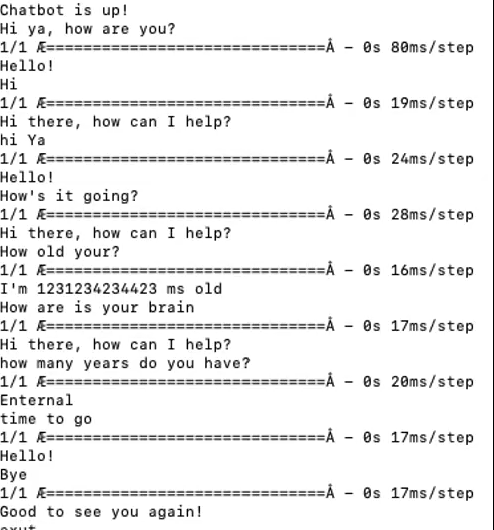 Chatbot is up!
Hi ya, how are you?
1/1 Æ==============================Å - 0s 80ms/step
Hello!
Hi
1/1 Æ==============================Å - 0s 19ms/step
Hi there, how can I help?
hi Ya
1/1 Æ==============================Å - 0s 24ms/step
Hello!
How's it going?
1/1 Æ==============================Å - 0s 28ms/step
Hi there, how can I help?
How old your?
1/1 Æ==============================Å - 0s 16ms/step
I'm 1231234234423 ms old
How are is your brain
1/1 Æ==============================Å - 0s 17ms/step
Hi there, how can I help?
how many years do you have?
1/1 Æ==============================Å - 0s 20ms/step
Enternal
time to go
1/1 Æ==============================Å - 0s 17ms/step
Hello!
Bye
1/1 Æ==============================Å - 0s 17ms/step
Good to see you again!